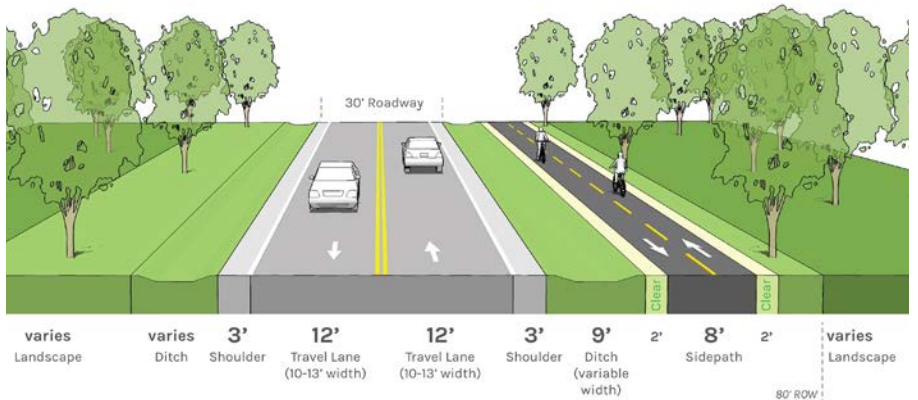 30' Roadway
Clear
Clear
varies
Landscape
varies
Ditch
3'
Shoulder
12'
Travel Lane
(10-13' width)
12'
Travel Lane
(10-13' width)
3'
Shoulder
9'
Ditch
(variable
width)
2'
8'
Sidepath
2'
varies
Landscape
80' ROW